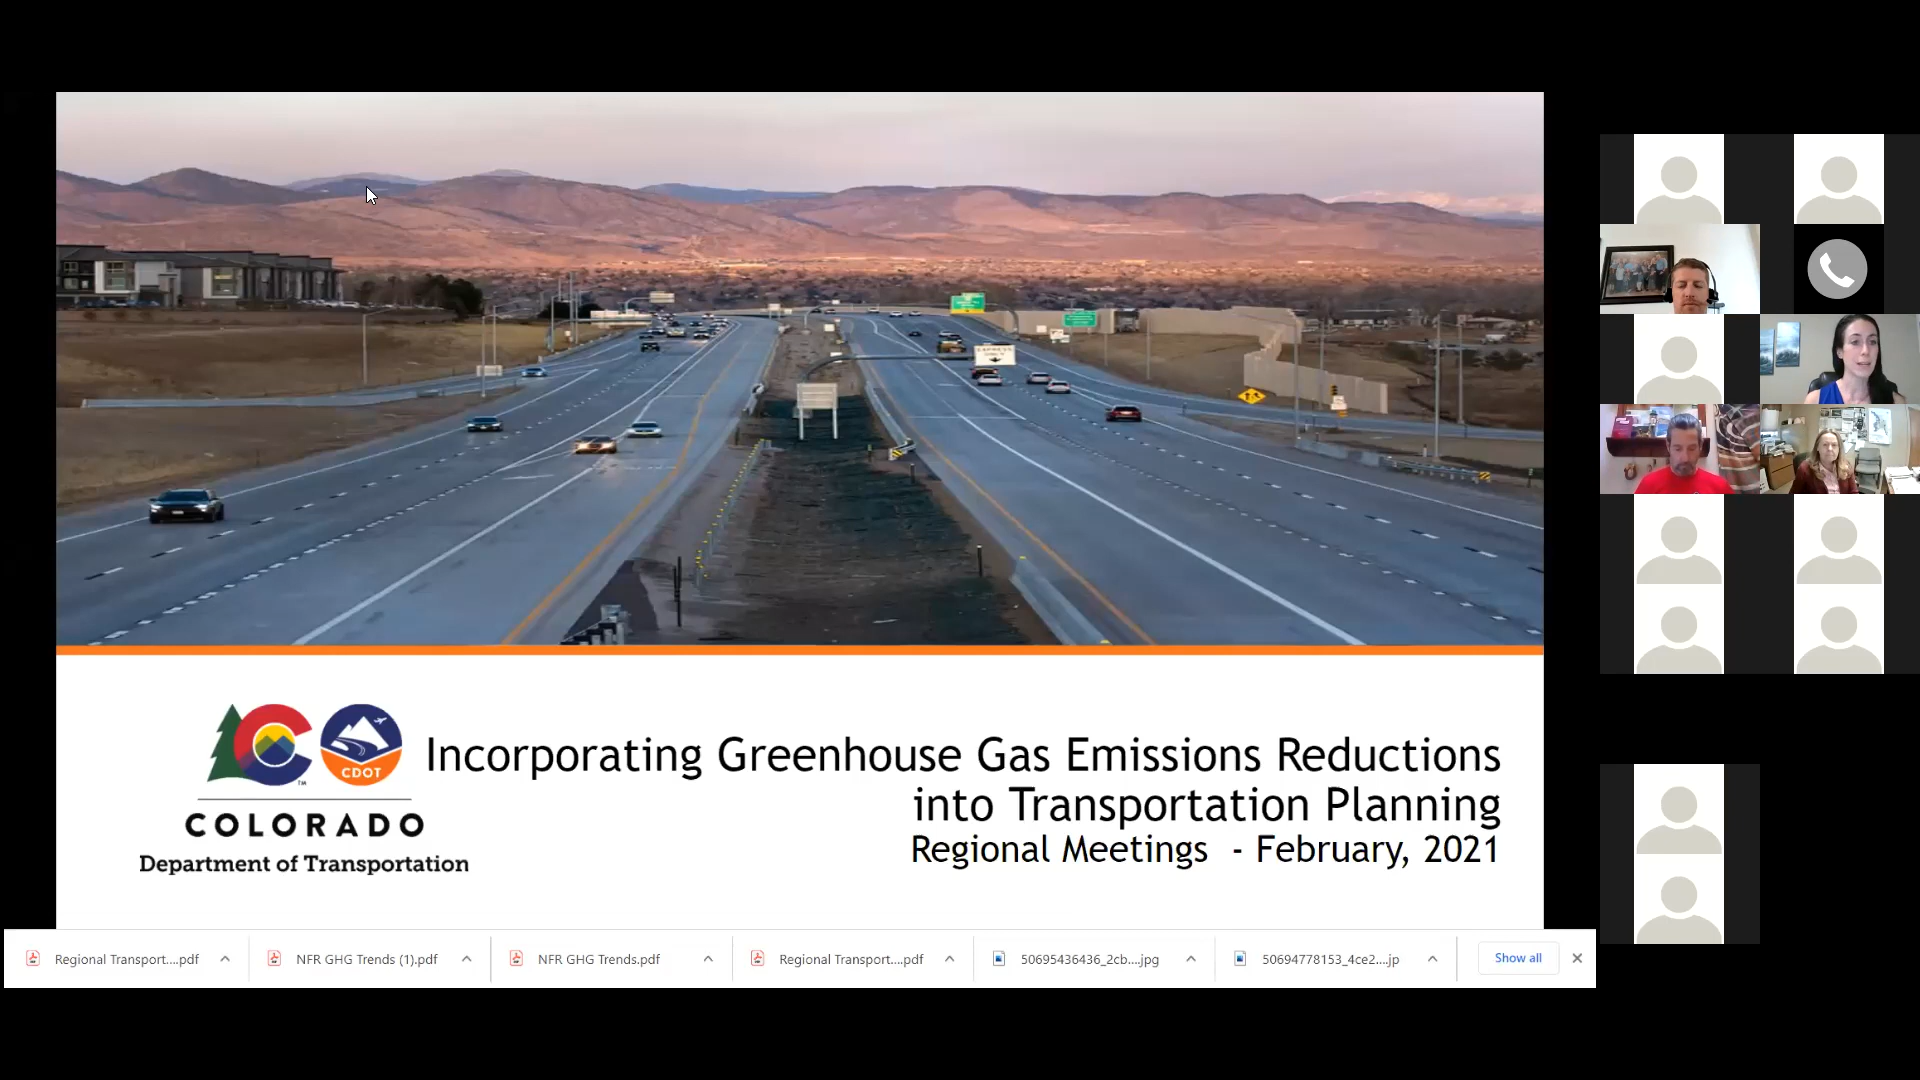 CDOT
COLORADO
Department of Transportation
Incorporating Greenhouse Gas Emissions Reductions
into Transportation Planning
Regional Meetings - February, 2021
Regional Transport....pdf
NFR GHG Trends (1).pdf
NFR GHG Trends.pdf
Regional Transport....pdf
50695436436_2cb....jpg
50694778153_4ce2....jp
Show all